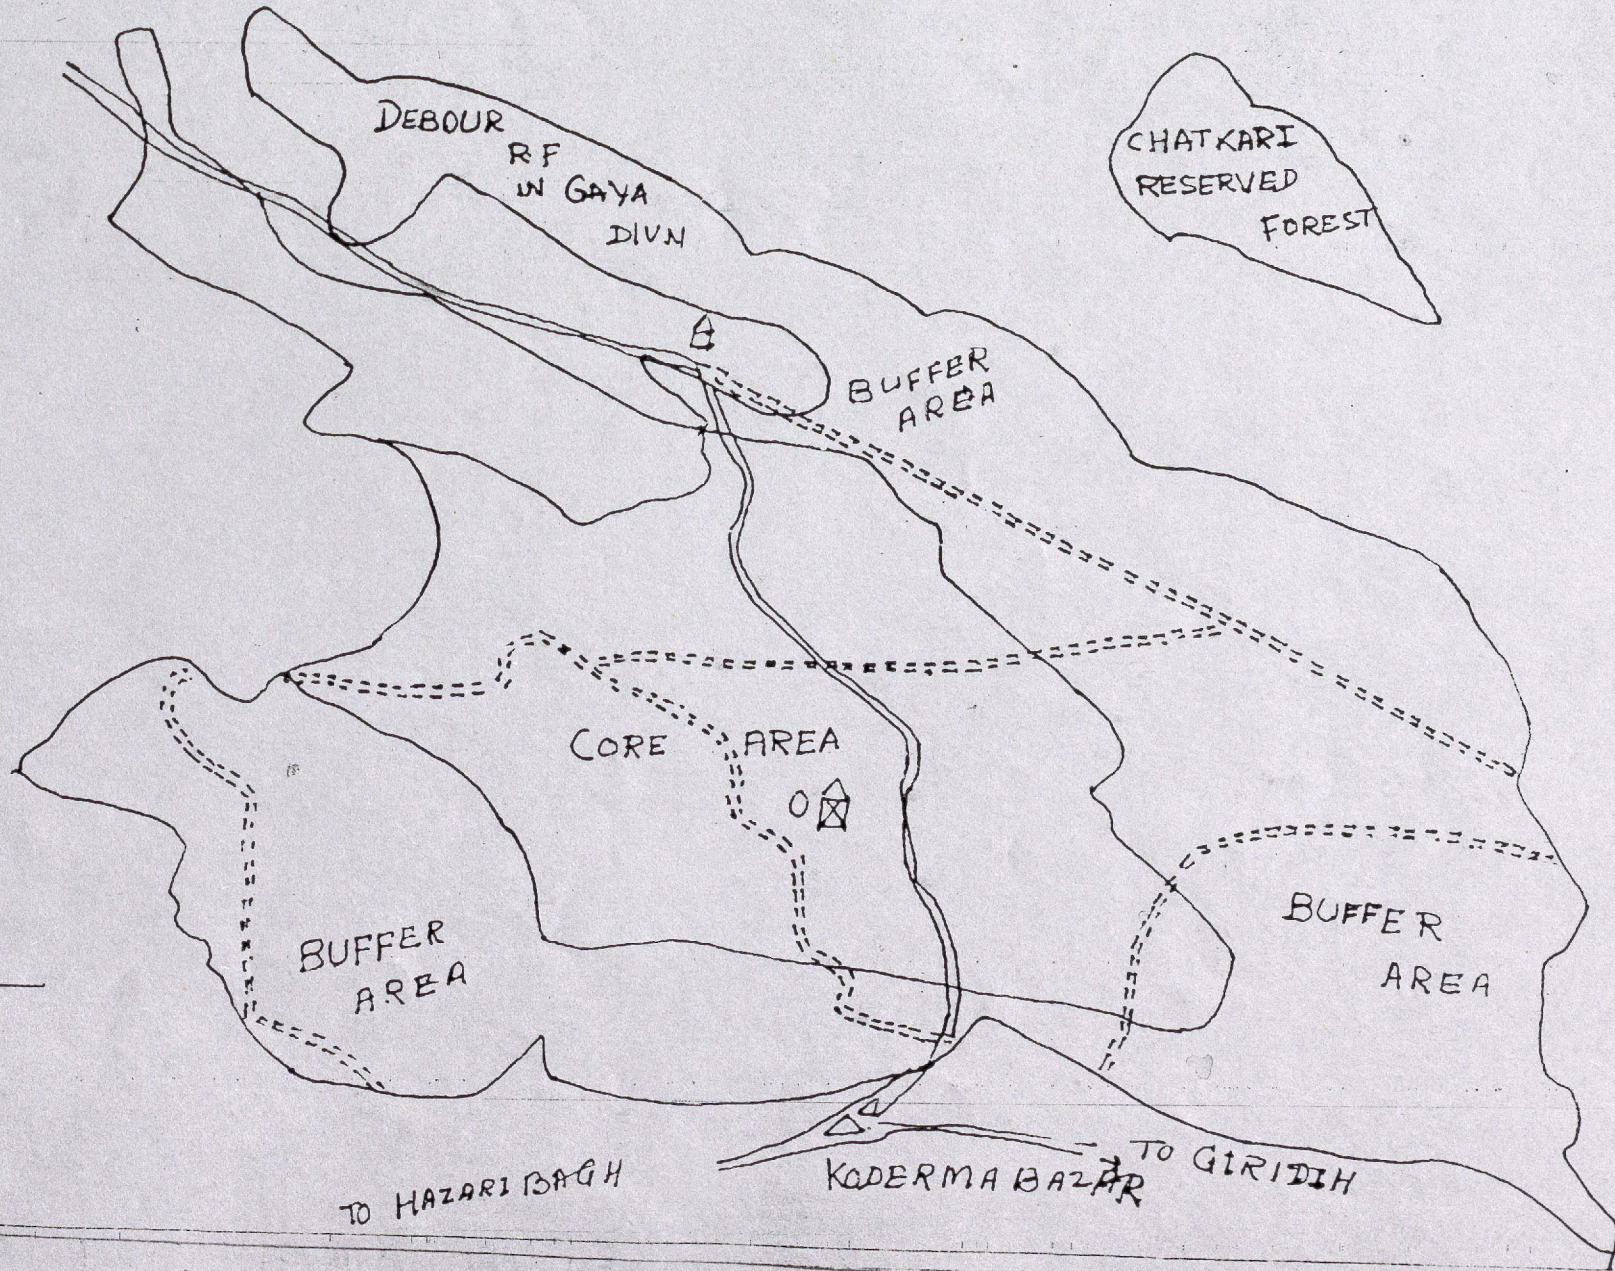 DEBOUR
R.F
IN GAYA
DIVN
CHATKARI
RESERVED
FOREST
BUFFER
AREA
CORE AREA
BUFFER
AREA
BUFFER
AREA
TO HAZARIBAGH
KODERMA BAZAR
TO GIRIDIH